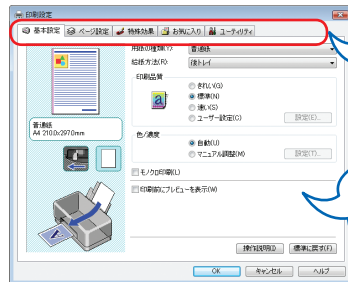 印刷設定
基本設定 ページ設定 特殊効果 お気に入り ユーティリティ
用紙の種類(Y): 普通紙
給紙方法(R): 後トレイ
印刷品質
きれい(G)
標準(N)
速い(S)
ユーザー設定(C) 設定(E)...
普通紙
A4 210.0x297.0mm
色/濃度
自動(U)
マニュアル調整(M) 設定(T)...
モノクロ印刷(L)
印刷前にプレビューを表示(W)
操作説明(I) 標準に戻す(F)
OK キャンセル ヘルプ